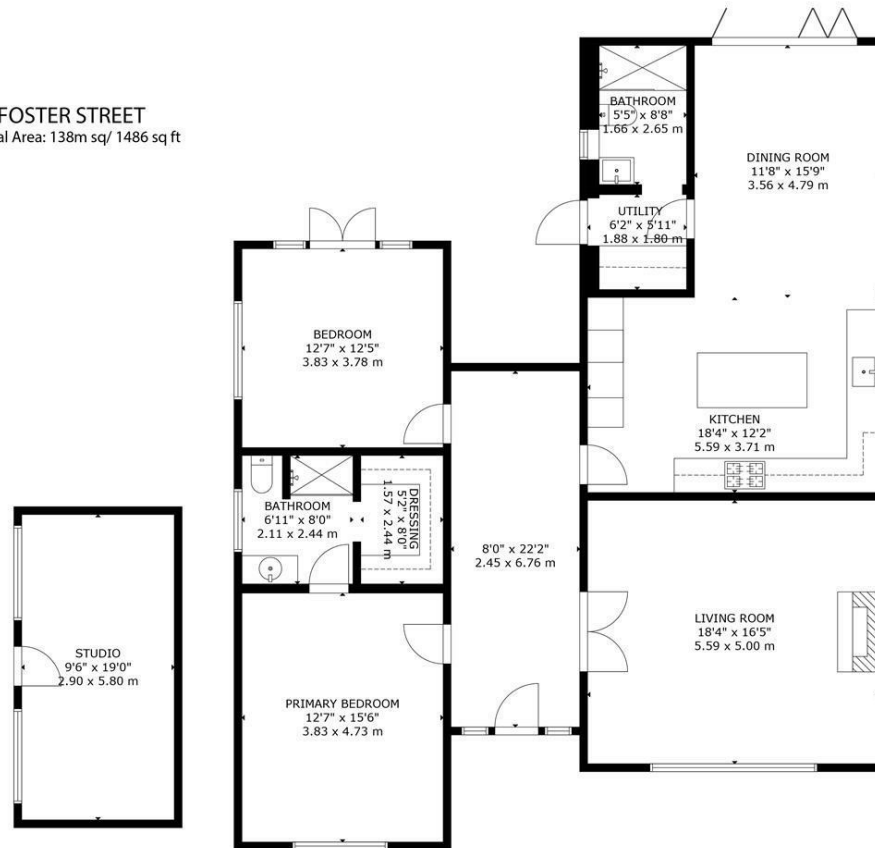 FOSTER STREET
al Area: 138m sq/ 1486 sq ft
BATHROOM
5'5" x 8'8"
1.66 x 2.65 m
DINING ROOM
11'8" x 15'9"
3.56 x 4.79 m
UTILITY
6'2" x 5'11"
1.88 x 1.80 m
BEDROOM
12'7" x 12'5"
3.83 x 3.78 m
KITCHEN
18'4" x 12'2"
5.59 x 3.71 m
BATHROOM
6'11" x 8'0"
2.11 x 2.44 m
DRESSING
5'2" x 8'0"
1.57 x 2.44 m
8'0" x 22'2"
2.45 x 6.76 m
LIVING ROOM
18'4" x 16'5"
5.59 x 5.00 m
STUDIO
9'6" x 19'0"
2.90 x 5.80 m
PRIMARY BEDROOM
12'7" x 15'6"
3.83 x 4.73 m